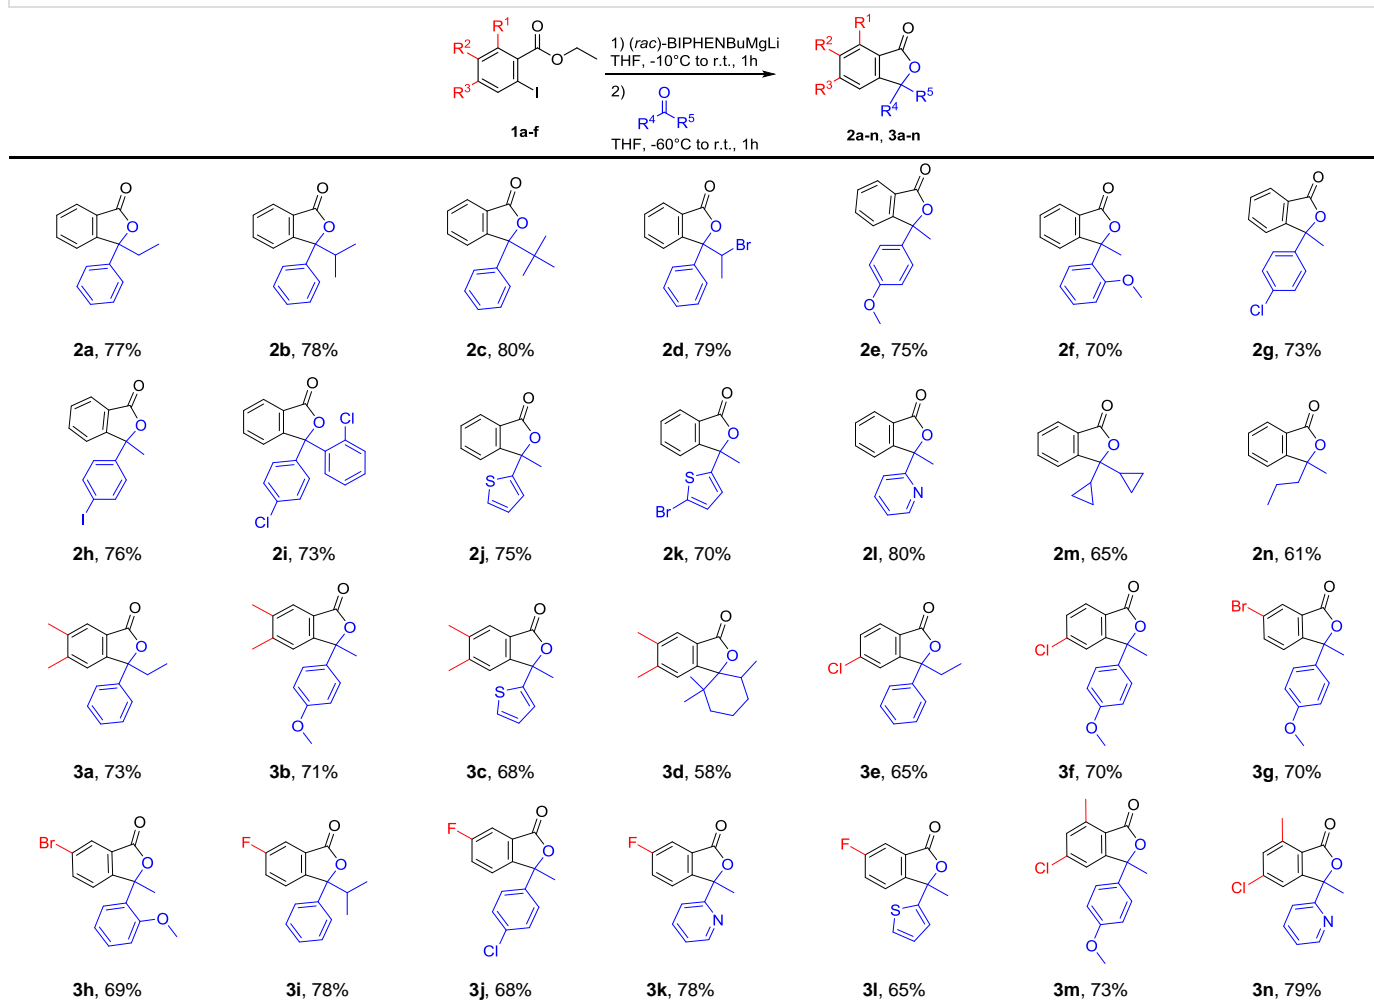 R¹
R²
R³
O
O
I
1a-f
1) (rac)-BIPHENBuMgLi
THF, -10°C to r.t., 1h
2)
O
R⁴ R⁵
THF, -60°C to r.t., 1h
R¹
R²
R³
O
O
R⁵
R⁴
2a-n, 3a-n
O O O O O O O
O O O O O O O
Br
O O Cl
2a, 77% 2b, 78% 2c, 80% 2d, 79% 2e, 75% 2f, 70% 2g, 73%
O O O O O O O
O O O O O O O
Cl
I Cl S Br S N
2h, 76% 2i, 73% 2j, 75% 2k, 70% 2l, 80% 2m, 65% 2n, 61%
O O O O O O O
O O O O O O O
Cl Cl Br
O S O O
3a, 73% 3b, 71% 3c, 68% 3d, 58% 3e, 65% 3f, 70% 3g, 70%
O O O O O O O
O O O O O O O
Br F F F F Cl Cl
O Cl N S O N
3h, 69% 3i, 78% 3j, 68% 3k, 78% 3l, 65% 3m, 73% 3n, 79%